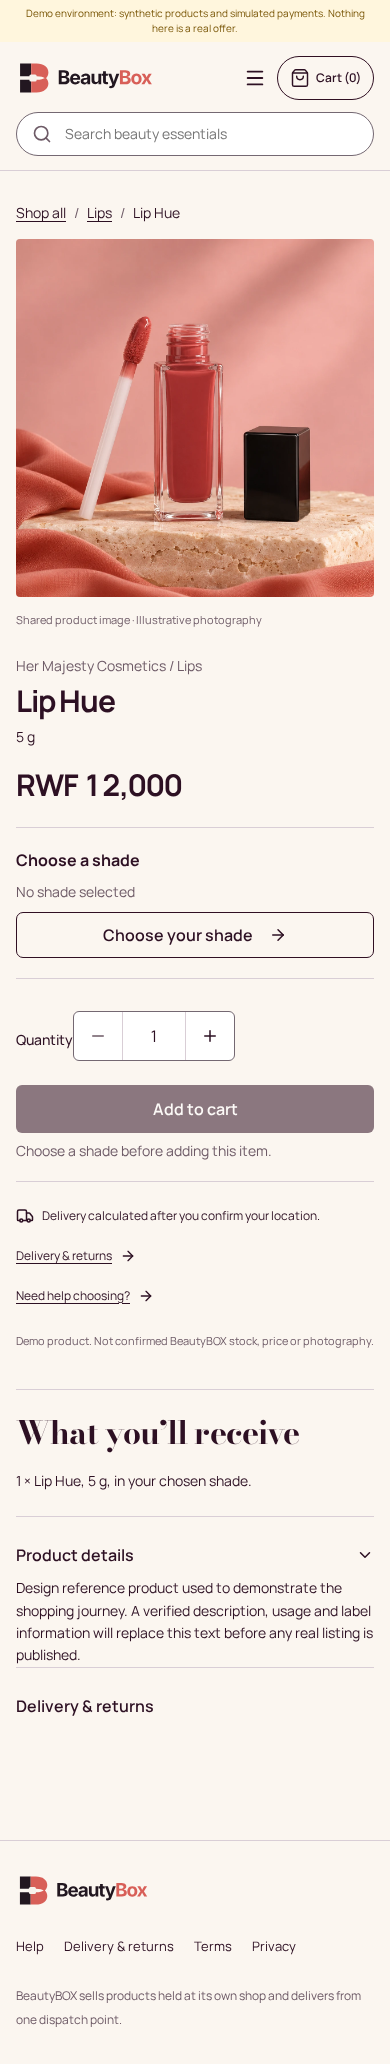 Demo environment: synthetic products and simulated payments. Nothing
here is a real offer.
BeautyBox
Cart (0)
Search beauty essentials
Shop all / Lips / Lip Hue
Shared product image · Illustrative photography
Her Majesty Cosmetics / Lips
Lip Hue
5 g
RWF 12,000
Choose a shade
No shade selected
Choose your shade →
Quantity − 1 +
Add to cart
Choose a shade before adding this item.
Delivery calculated after you confirm your location.
Delivery & returns →
Need help choosing? →
Demo product. Not confirmed BeautyBOX stock, price or photography.
What you’ll receive
1 × Lip Hue, 5 g, in your chosen shade.
Product details
Design reference product used to demonstrate the
shopping journey. A verified description, usage and label
information will replace this text before any real listing is
published.
Delivery & returns
BeautyBox
Help Delivery & returns Terms Privacy
BeautyBOX sells products held at its own shop and delivers from
one dispatch point.